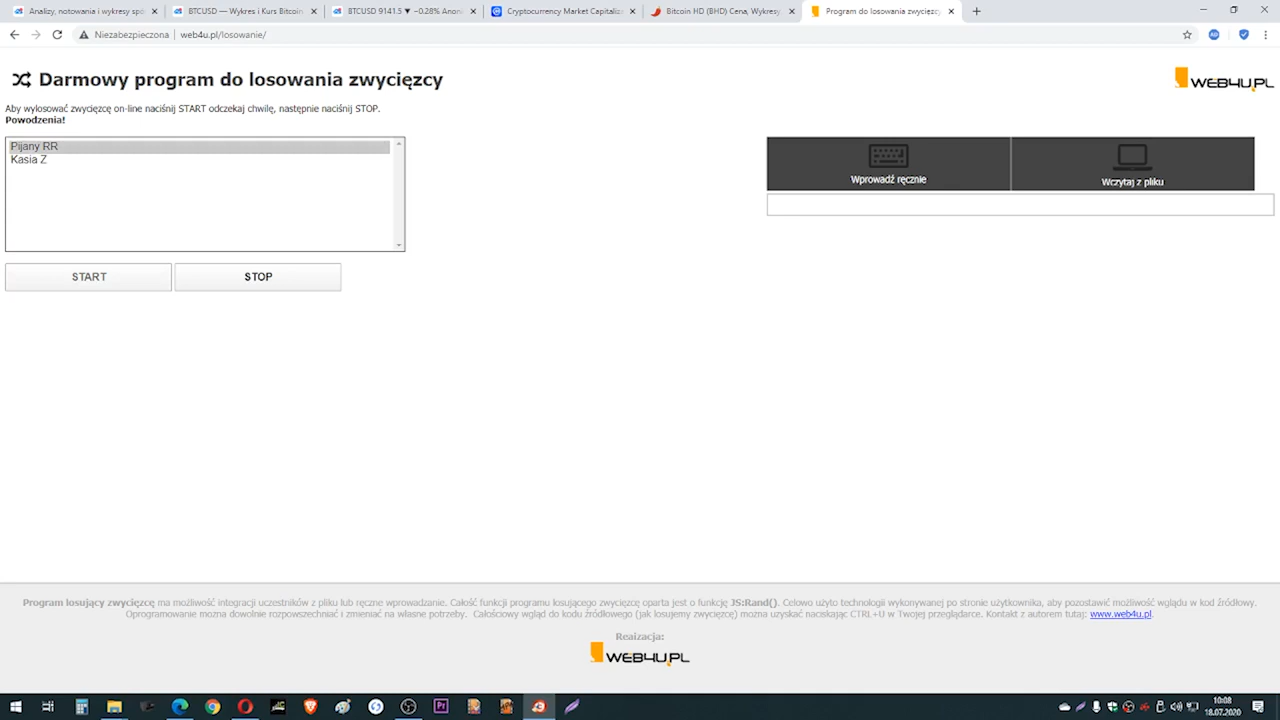 Analizy, notowania i wykresy spó
BTCUSD — Wykres i Kurs Bitcoin
BTCUSD 9141.5 ▼ −0.28% Anoni
Cryptocurrency Market Capitaliz
Bitcoin HD (BHD) Cena, Wykresy,
Program do losowania zwycięzcy
Niezabezpieczona | web4u.pl/losowanie/
Darmowy program do losowania zwycięzcy
WEB4U.PL
Aby wylosować zwycięzcę on-line naciśnij START odczekaj chwilę, następnie naciśnij STOP.
Powodzenia!
Pijany RR
Kasia Z
Wprowadź ręcznie
Wczytaj z pliku
START
STOP
Program losujący zwycięzcę ma możliwość integracji uczestników z pliku lub ręczne wprowadzanie. Całość funkcji programu losującego zwycięzcę oparta jest o funkcję JS:Rand(). Celowo użyto technologii wykonywanej po stronie użytkownika, aby pozostawić możliwość wglądu w kod źródłowy.
Oprogramowanie można dowolnie rozpowszechniać i zmieniać na własne potrzeby. Całościowy wgląd do kodu źródłowego (jak losujemy zwycięzcę) można uzyskać naciskając CTRL+U w Twojej przeglądarce. Kontakt z autorem tutaj: www.web4u.pl.
Reaizacja:
WEB4U.PL
10:08
18.07.2020